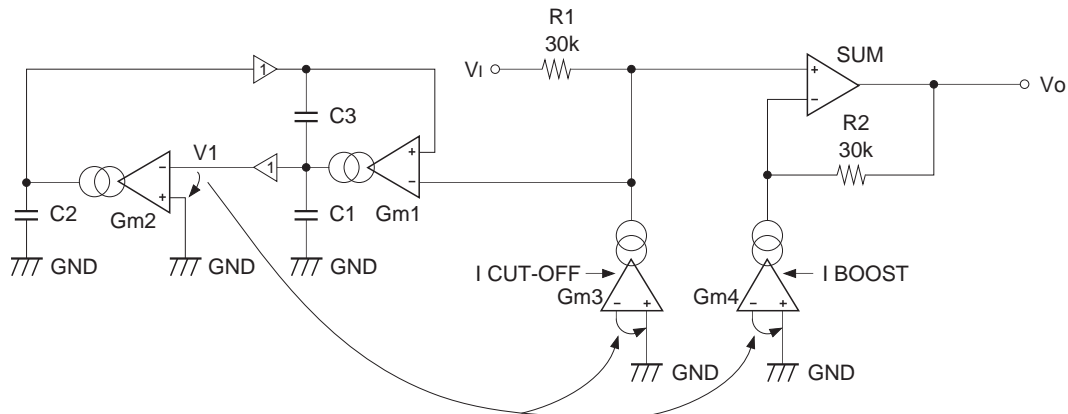 R1
30k
SUM
1
VI
VO
C3
R2
30k
V1
1
+
−
+
−
−
+
C2
Gm2
C1
Gm1
GND
GND
GND
I CUT-OFF
Gm3
− +
Gm4
− +
I BOOST
GND
GND